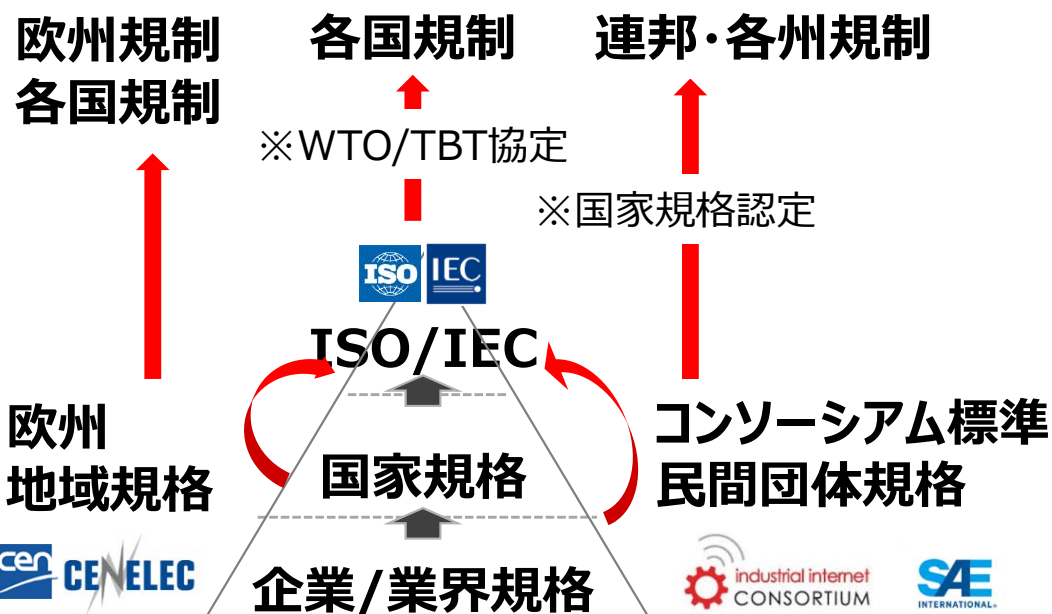 欧州規制
各国規制
各国規制
連邦・各州規制
※WTO/TBT協定
※国家規格認定
ISO
IEC
ISO/IEC
欧州
地域規格
国家規格
コンソーシアム標準
民間団体規格
企業/業界規格
cen
CENELEC
industrial internet
CONSORTIUM
SAE
INTERNATIONAL®